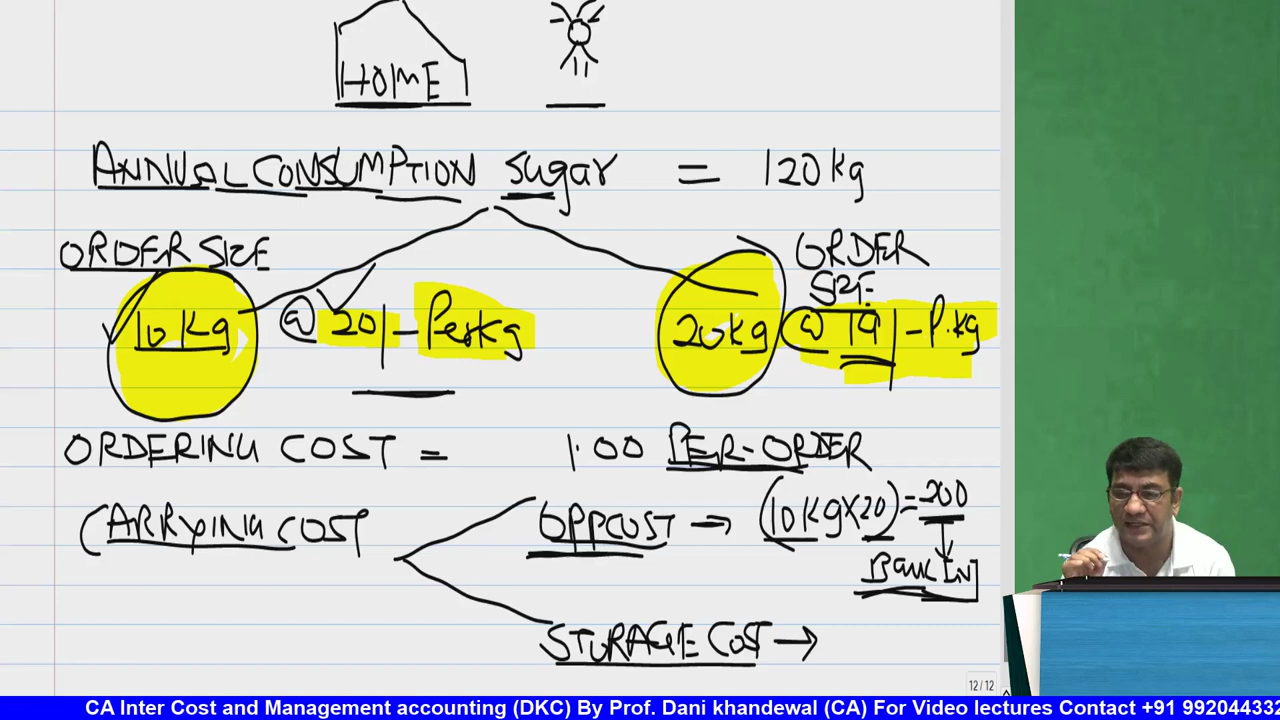 HOME
ANNUAL CONSUMPTION sugar = 120 kg
ORDER SIZE
10 Kg @ 20/- Per kg
ORDER
SIZE
20 kg @ 19/- P.kg
ORDERING COST = 1.00 PER-ORDER
CARRYING COST
OPP COST → (10 Kg X 20) = 200
Bank IN
STORAGE COST →
12/12
CA Inter Cost and Management accounting (DKC) By Prof. Dani khandewal (CA) For Video lectures Contact +91 992044332